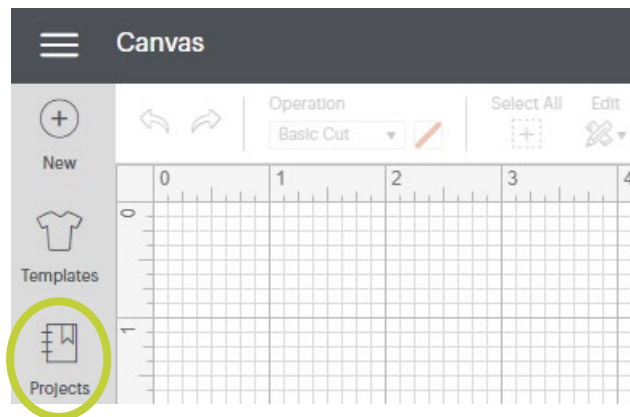 Canvas
Operation
Select All
Edit
Basic Cut
New
0
1
2
3
4
0
Templates
1
Projects